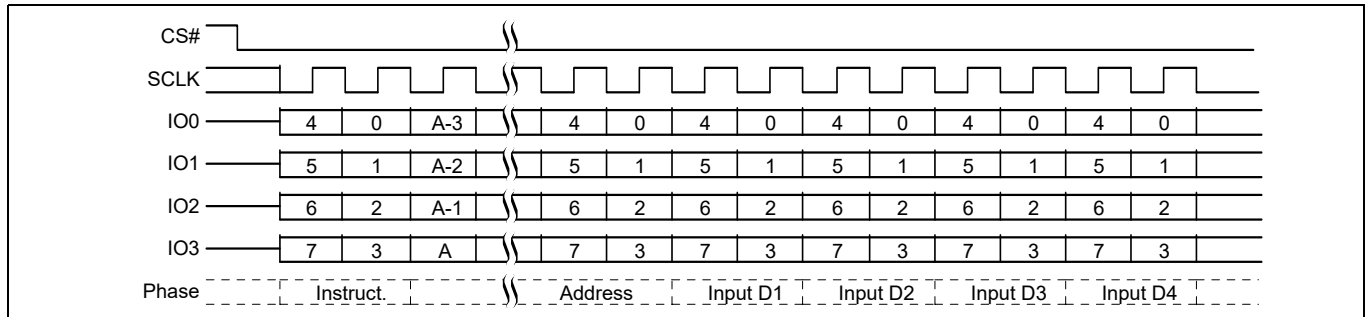 CS#
SCLK
IO0 4 0 A-3 4 0 4 0 4 0 4 0 4 0
IO1 5 1 A-2 5 1 5 1 5 1 5 1 5 1
IO2 6 2 A-1 6 2 6 2 6 2 6 2 6 2
IO3 7 3 A 7 3 7 3 7 3 7 3 7 3
Phase Instruct. Address Input D1 Input D2 Input D3 Input D4